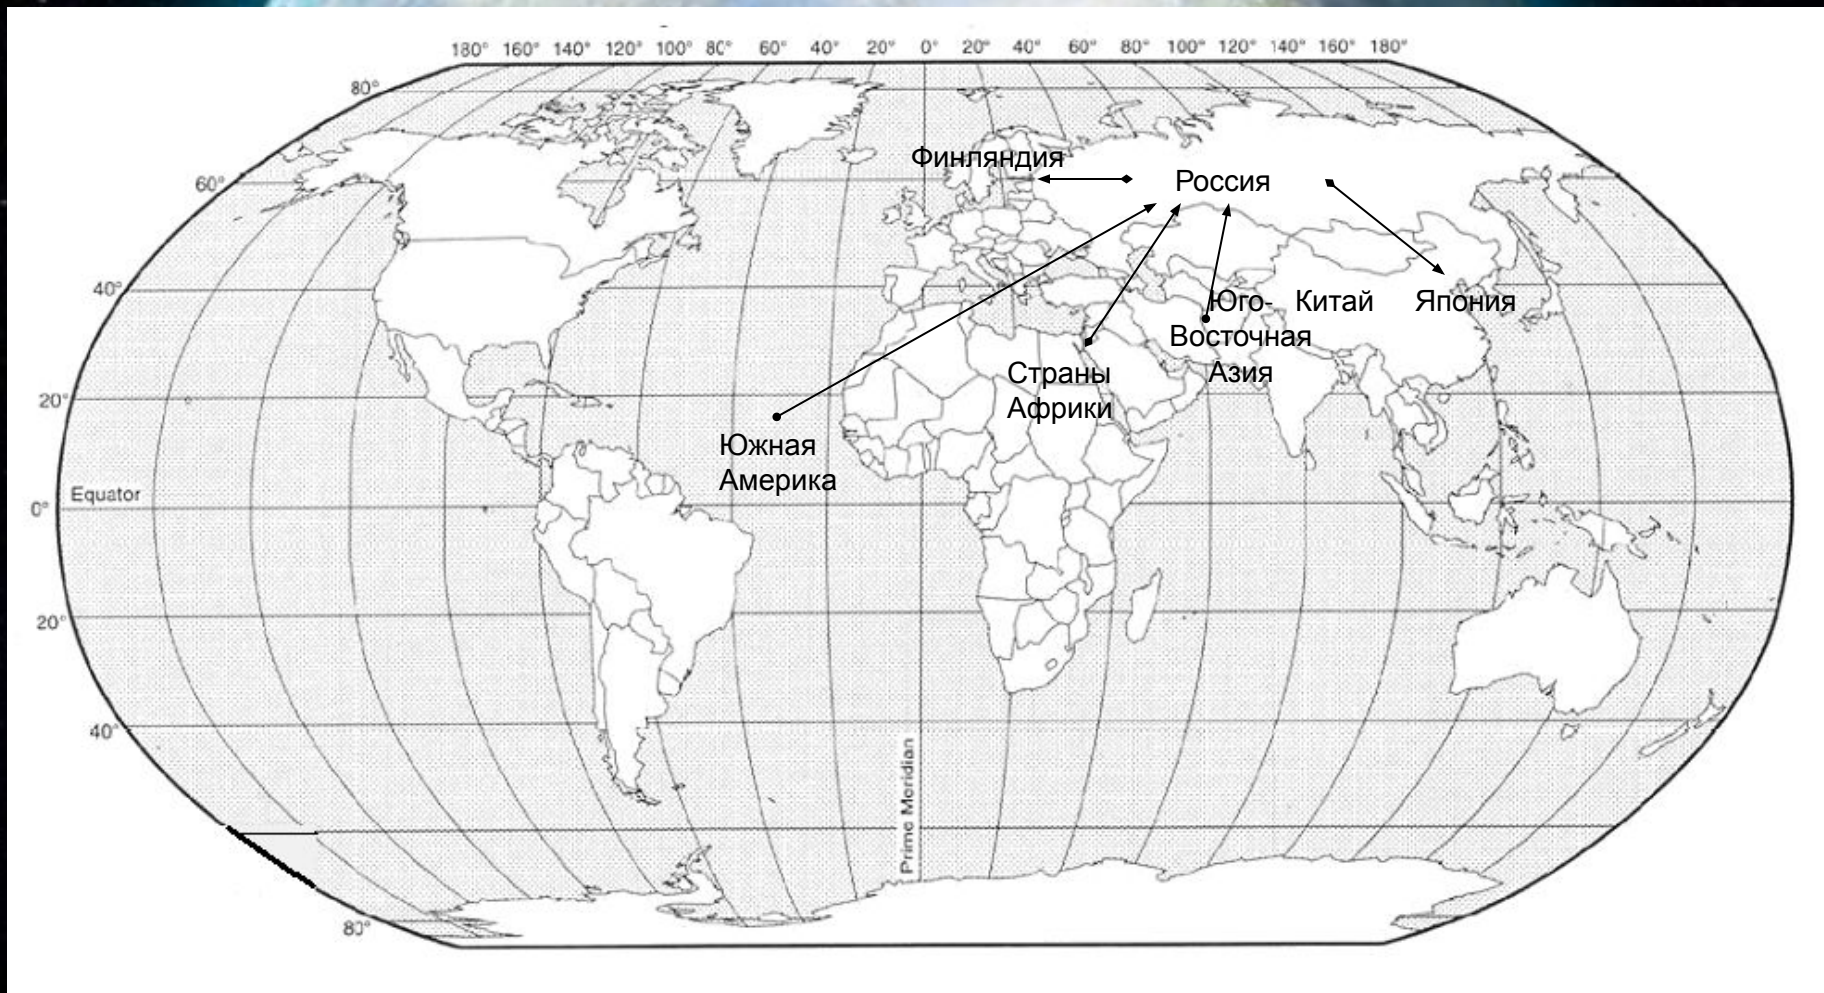 180° 160° 140° 120° 100° 80° 60° 40° 20° 0° 20° 40° 60° 80° 100° 120° 140° 160° 180°
80°
Финляндия
60°
Россия
40°
Юго- Китай Япония
Восточная
Страны Азия
20°
Африки
Южная
Америка
Equator
0°
20°
40°
Prime Meridian
80°